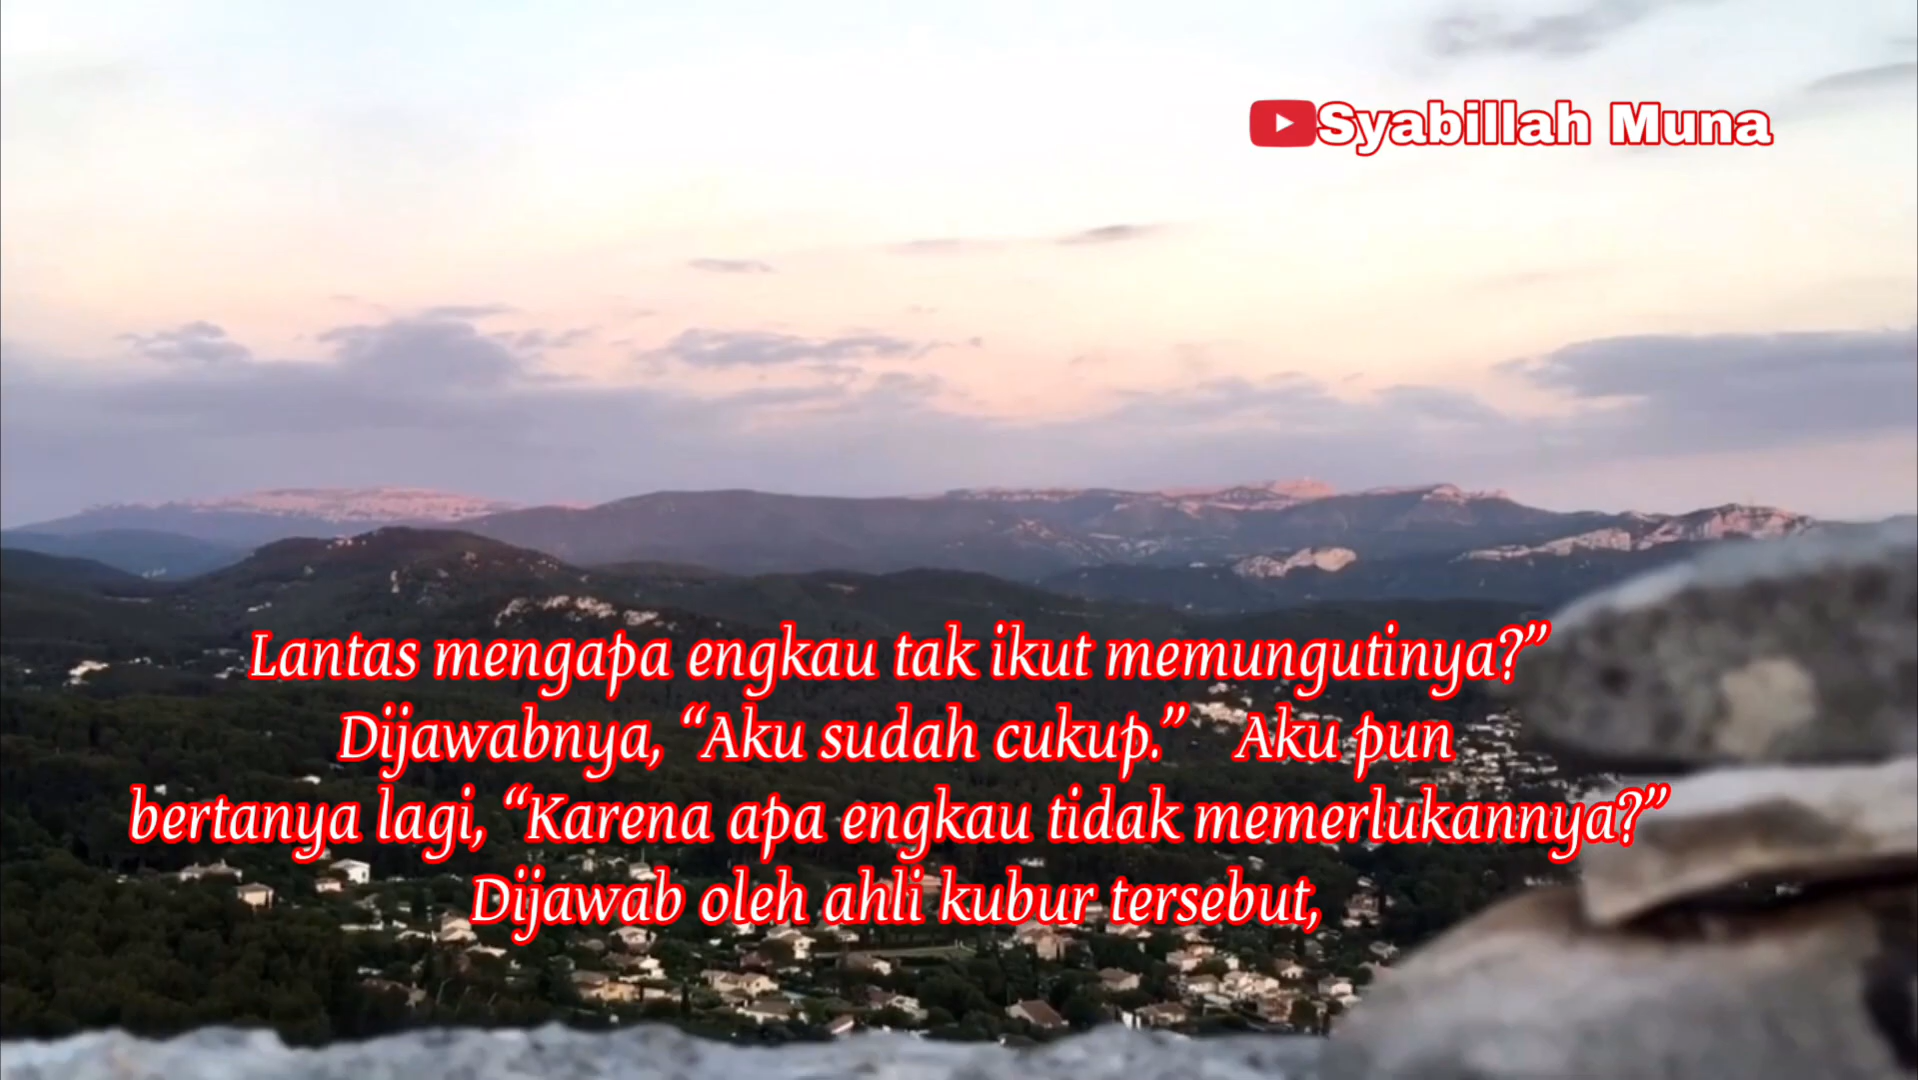 Syabillah Muna
Lantas mengapa engkau tak ikut memungutinya?”
Dijawabnya, “Aku sudah cukup.” Aku pun
bertanya lagi, “Karena apa engkau tidak memerlukannya?”
Dijawab oleh ahli kubur tersebut,